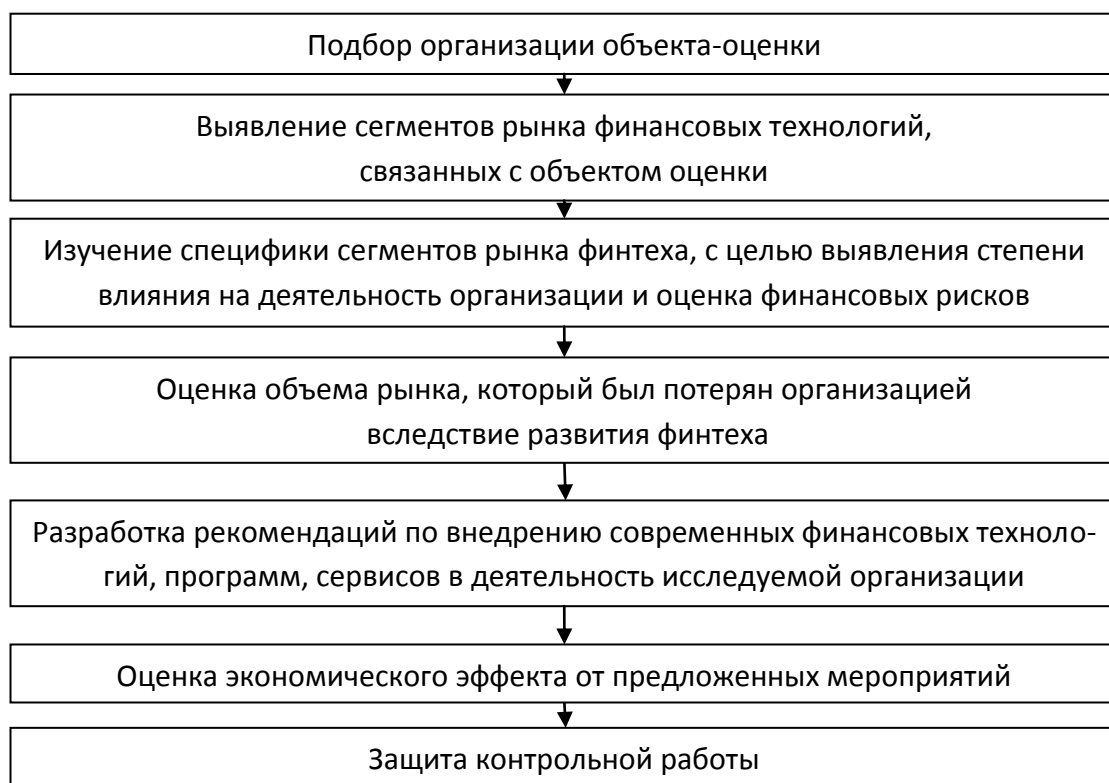 Подбор организации объекта-оценки
Выявление сегментов рынка финансовых технологий,
связанных с объектом оценки
Изучение специфики сегментов рынка финтеха, с целью выявления степени
влияния на деятельность организации и оценка финансовых рисков
Оценка объема рынка, который был потерян организацией
вследствие развития финтеха
Разработка рекомендаций по внедрению современных финансовых техноло-
гий, программ, сервисов в деятельность исследуемой организации
Оценка экономического эффекта от предложенных мероприятий
Защита контрольной работы